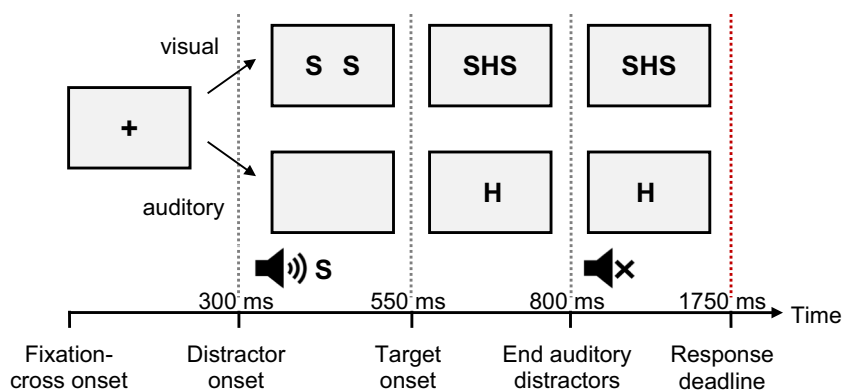 visual
S S
SHS
SHS
+
auditory
H
H
S
300 ms
550 ms
800 ms
1750 ms
Time
Fixation-
cross onset
Distractor
onset
Target
onset
End auditory
distractors
Response
deadline